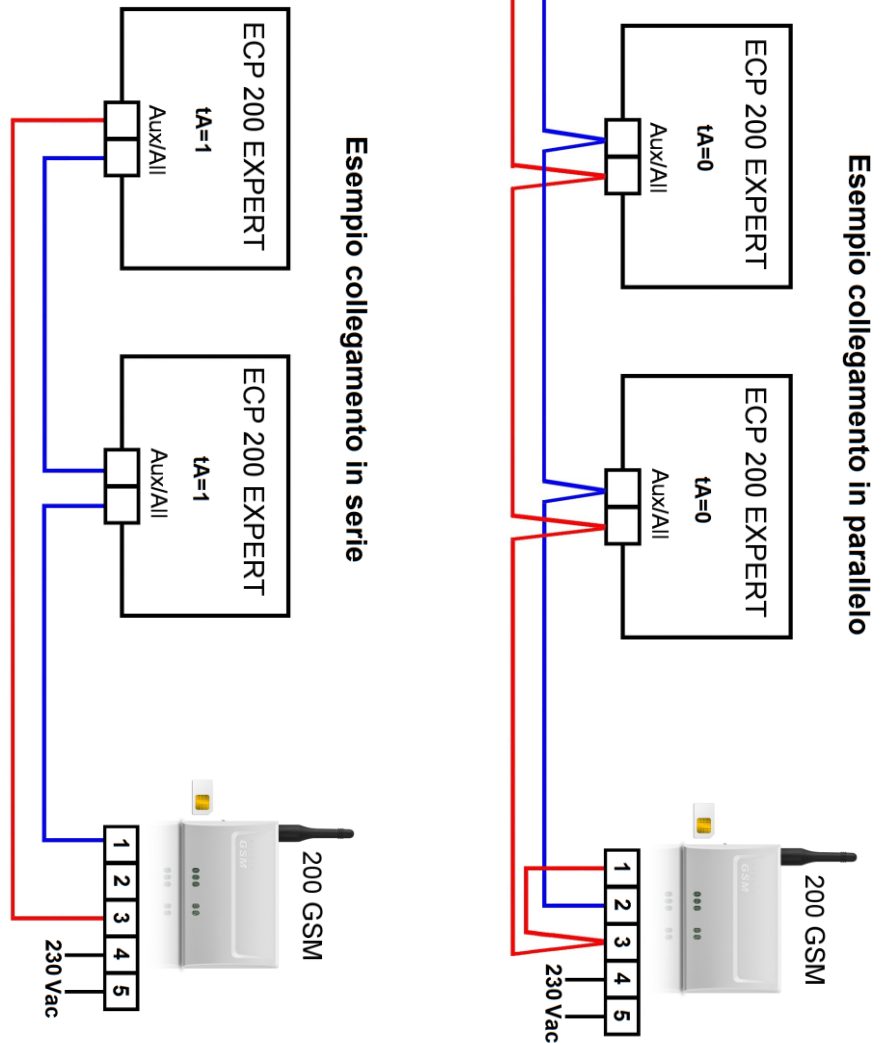 Esempio collegamento in parallelo
ECP 200 EXPERT
tA=0
Aux/All
ECP 200 EXPERT
tA=0
Aux/All
200 GSM
GSM
1 2 3 4 5
230 Vac
Esempio collegamento in serie
ECP 200 EXPERT
tA=1
Aux/All
ECP 200 EXPERT
tA=1
Aux/All
200 GSM
GSM
1 2 3 4 5
230 Vac